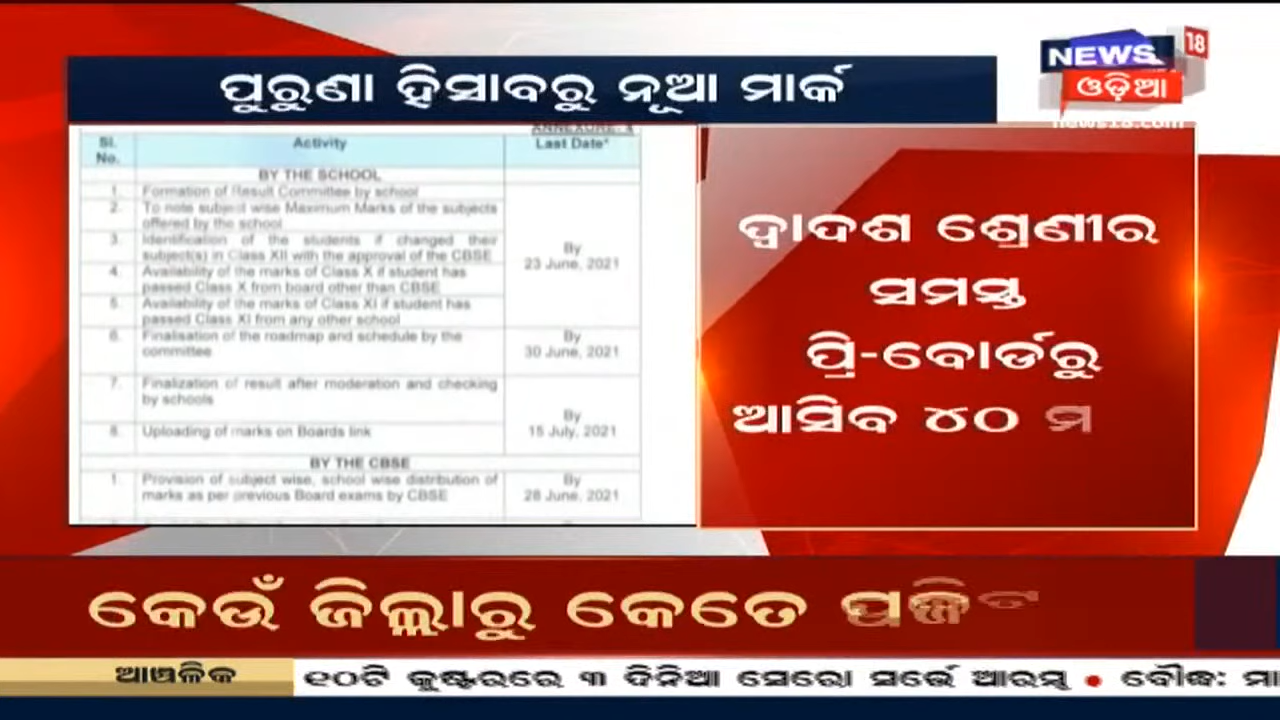 ପୁରୁଣା ହିସାବରୁ ନୂଆ ମାର୍କ
NEWS 18
ଓଡ଼ିଆ
news18.com
ANNEXURE- 4
Sl. No. Activity Last Date*
BY THE SCHOOL
1. Formation of Result Committee by school
2. To note subject wise Maximum Marks of the subjects
offered by the school
3. Identification of the students if changed their
subject(s) in Class XII with the approval of the CBSE
By
23 June, 2021
4. Availability of the marks of Class X if student has
passed Class X from board other than CBSE
5. Availability of the marks of Class XI if student has
passed Class XI from any other school
6. Finalisation of the roadmap and schedule by the
committee
By
30 June, 2021
7. Finalization of result after moderation and checking
by schools
By
15 July, 2021
8. Uploading of marks on Boards link
BY THE CBSE
1. Provision of subject wise, school wise distribution of
marks as per previous Board exams by CBSE
By
28 June, 2021
ଦ୍ୱାଦଶ ଶ୍ରେଣୀର
ସମସ୍ତ
ପ୍ରି-ବୋର୍ଡରୁ
ଆସିବ ୪୦ ମ
କେଉଁ ଜିଲ୍ଲାରୁ କେତେ ପଜି
ଆଞ୍ଚଳିକ
୧୦ଟି କ୍ଲଷ୍ଟରରେ ୩ ଦିନିଆ ସେରୋ ସର୍ଭେ ଆରମ୍ଭ • ବୌଦ୍ଧ: ମା